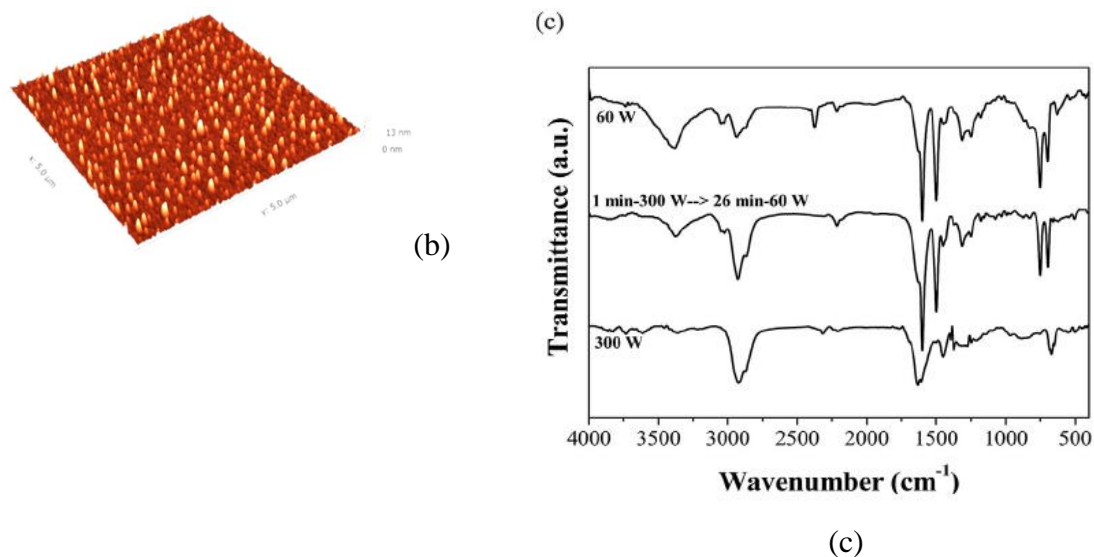 13 nm
0 nm
x: 5.0 µm
y: 5.0 µm
(b)
(c)
60 W
1 min-300 W--> 26 min-60 W
300 W
Transmittance (a.u.)
4000 3500 3000 2500 2000 1500 1000 500
Wavenumber (cm⁻¹)
(c)